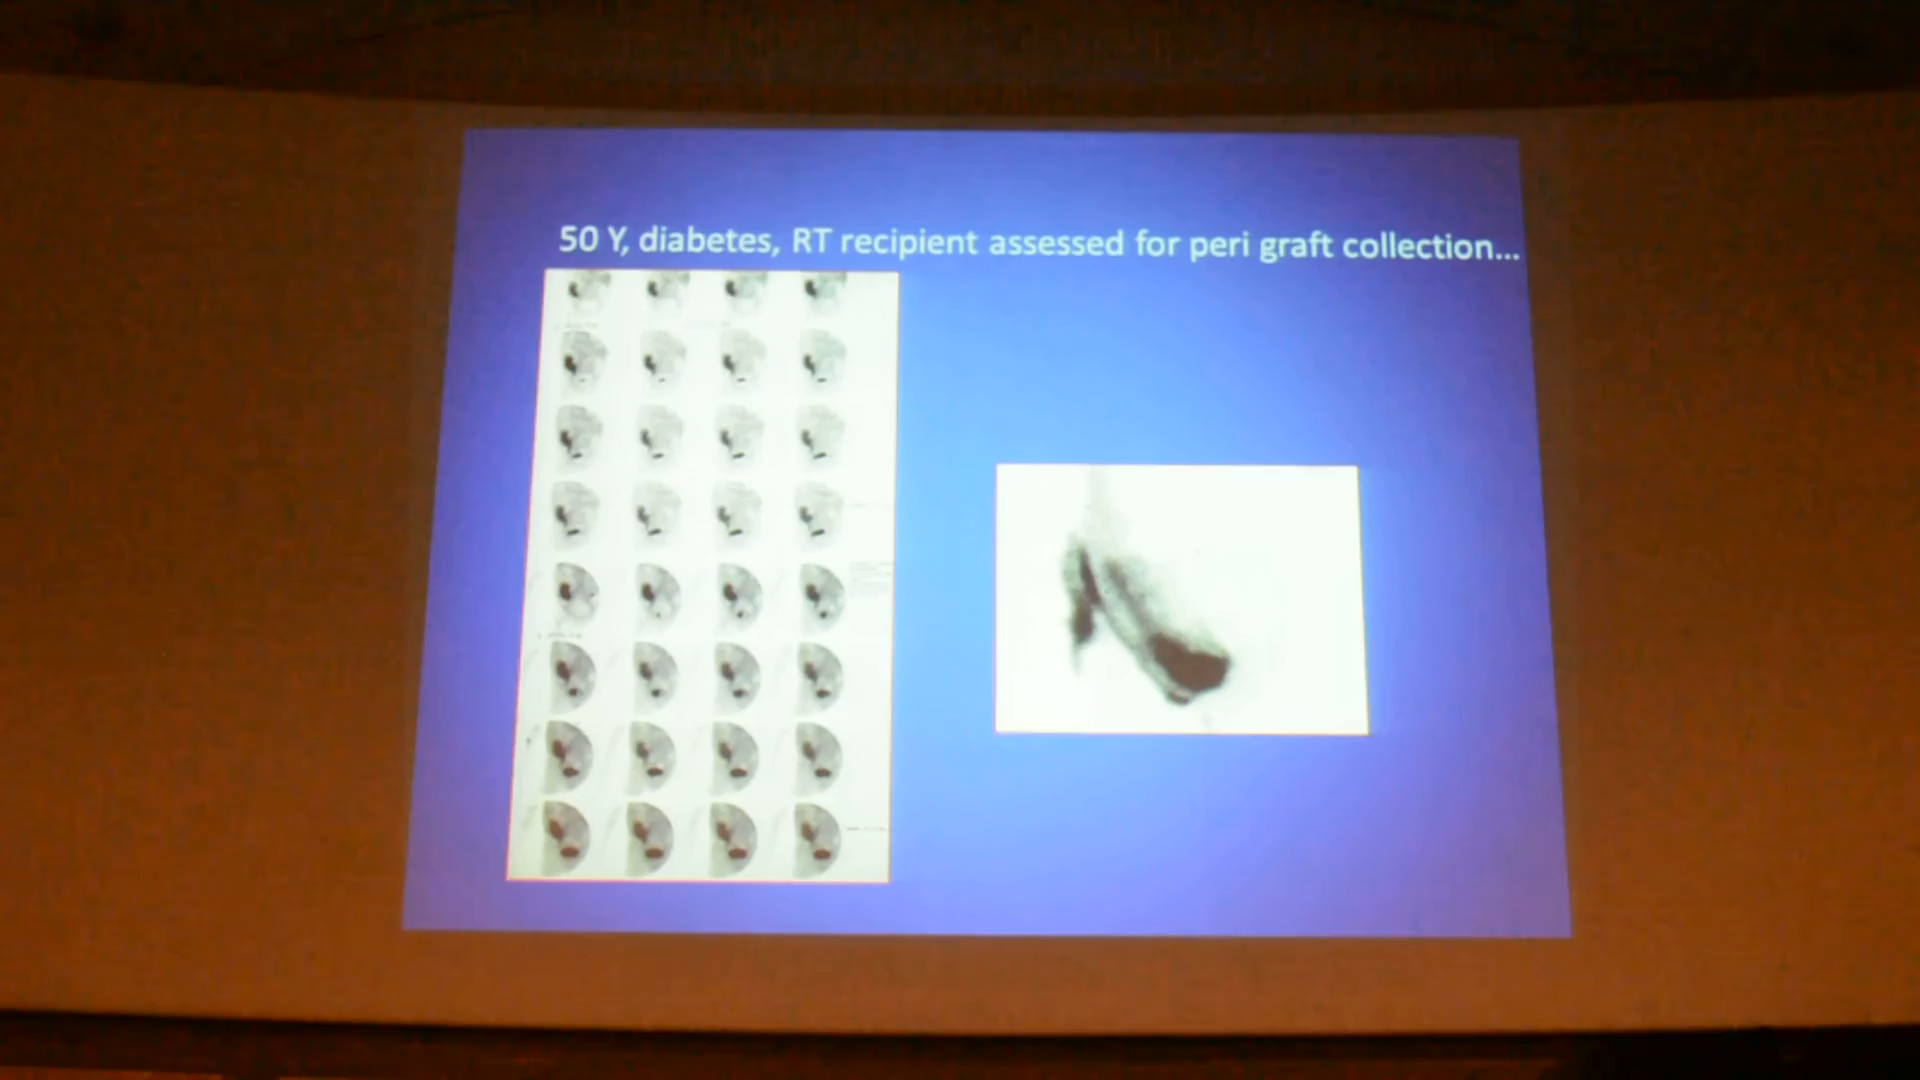 50 Y, diabetes, RT recipient assessed for peri graft collection...